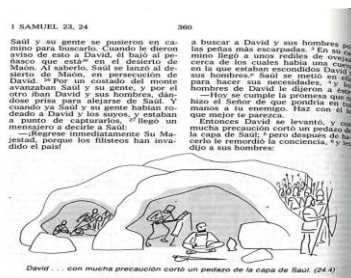 1 SAMUEL 23, 24
360
Saúl y su gente se pusieron en ca-
mino para buscarlo. Cuando le dieron
aviso de esto a David, él bajó al pe-
ñasco que está* en el desierto de
Maón. Al saberlo, Saúl se lanzó al de-
sierto de Maón, en persecución de
David. 26 Por un costado del monte
avanzaban Saúl y su gente, y por el
otro iban David y sus hombres, dán-
dose prisa para alejarse de Saúl. Y
cuando ya Saúl y su gente habían ro-
deado a David y los suyos, y estaban
a punto de capturarlos, 27 llegó un
mensajero a decirle a Saúl:
—¡Regrese inmediatamente Su Ma-
jestad, porque los filisteos han inva-
dido el país!
a buscar a David y sus hombres
las peñas más escarpadas. 3 En su
mino llegó a unos rediles de ovejas
cerca de los cuales había una
en la que estaban escondidos David
sus hombres.* Saúl se metió en
para hacer sus necesidades, 4 y
hombres de David le dijeron a
—Hoy se cumple la promesa que
hizo el Señor de que pondría en
manos a tu enemigo. Haz con él
que mejor te parezca.
Entonces David se levantó, y
mucha precaución cortó un pedazo
la capa de Saúl; 5 pero después de
cerlo le remordió la conciencia, 6 y
dijo a sus hombres:
David . . . con mucha precaución cortó un pedazo de la capa de Saúl. (24.4)